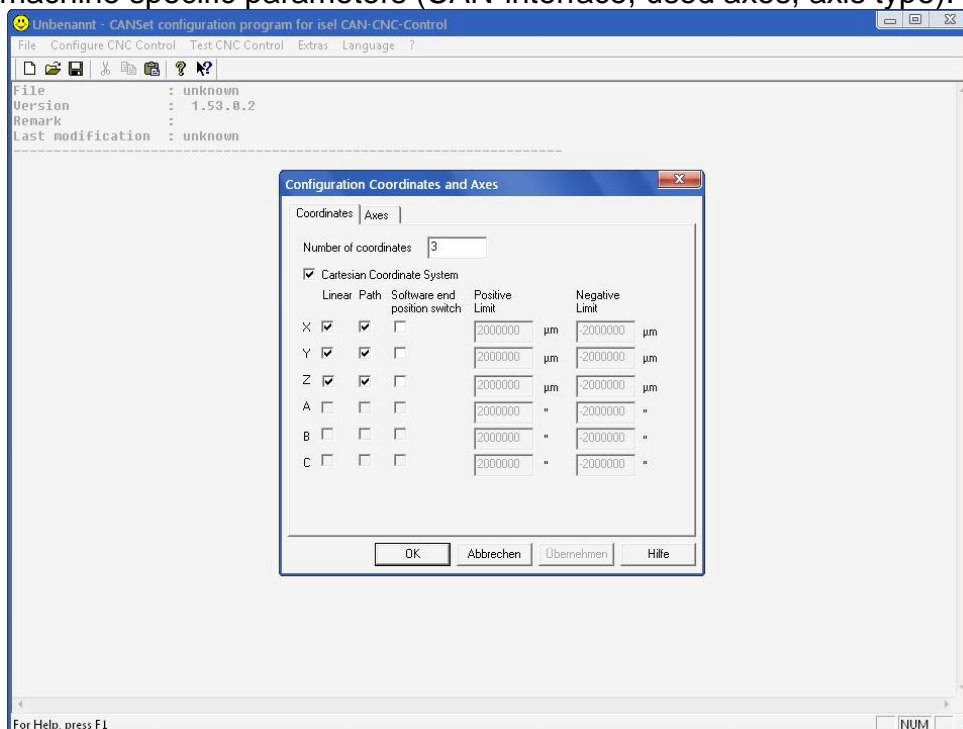 machine specific parameters (CAN-interface, used axes, axis type).
Unbenannt - CANSet configuration program for isel CAN-CNC-Control
File Configure CNC Control Test CNC Control Extras Language ?
File : unknown
Version : 1.53.0.2
Remark :
Last modification : unknown
--------------------------------------------------------------------
Configuration Coordinates and Axes
Coordinates Axes
Number of coordinates 3
Cartesian Coordinate System
Linear Path Software end position switch Positive Limit Negative Limit
X 2000000 µm -2000000 µm
Y 2000000 µm -2000000 µm
Z 2000000 µm -2000000 µm
A 2000000 " -2000000 "
B 2000000 " -2000000 "
C 2000000 " -2000000 "
OK Abbrechen Übernehmen Hilfe
For Help, press F1 NUM